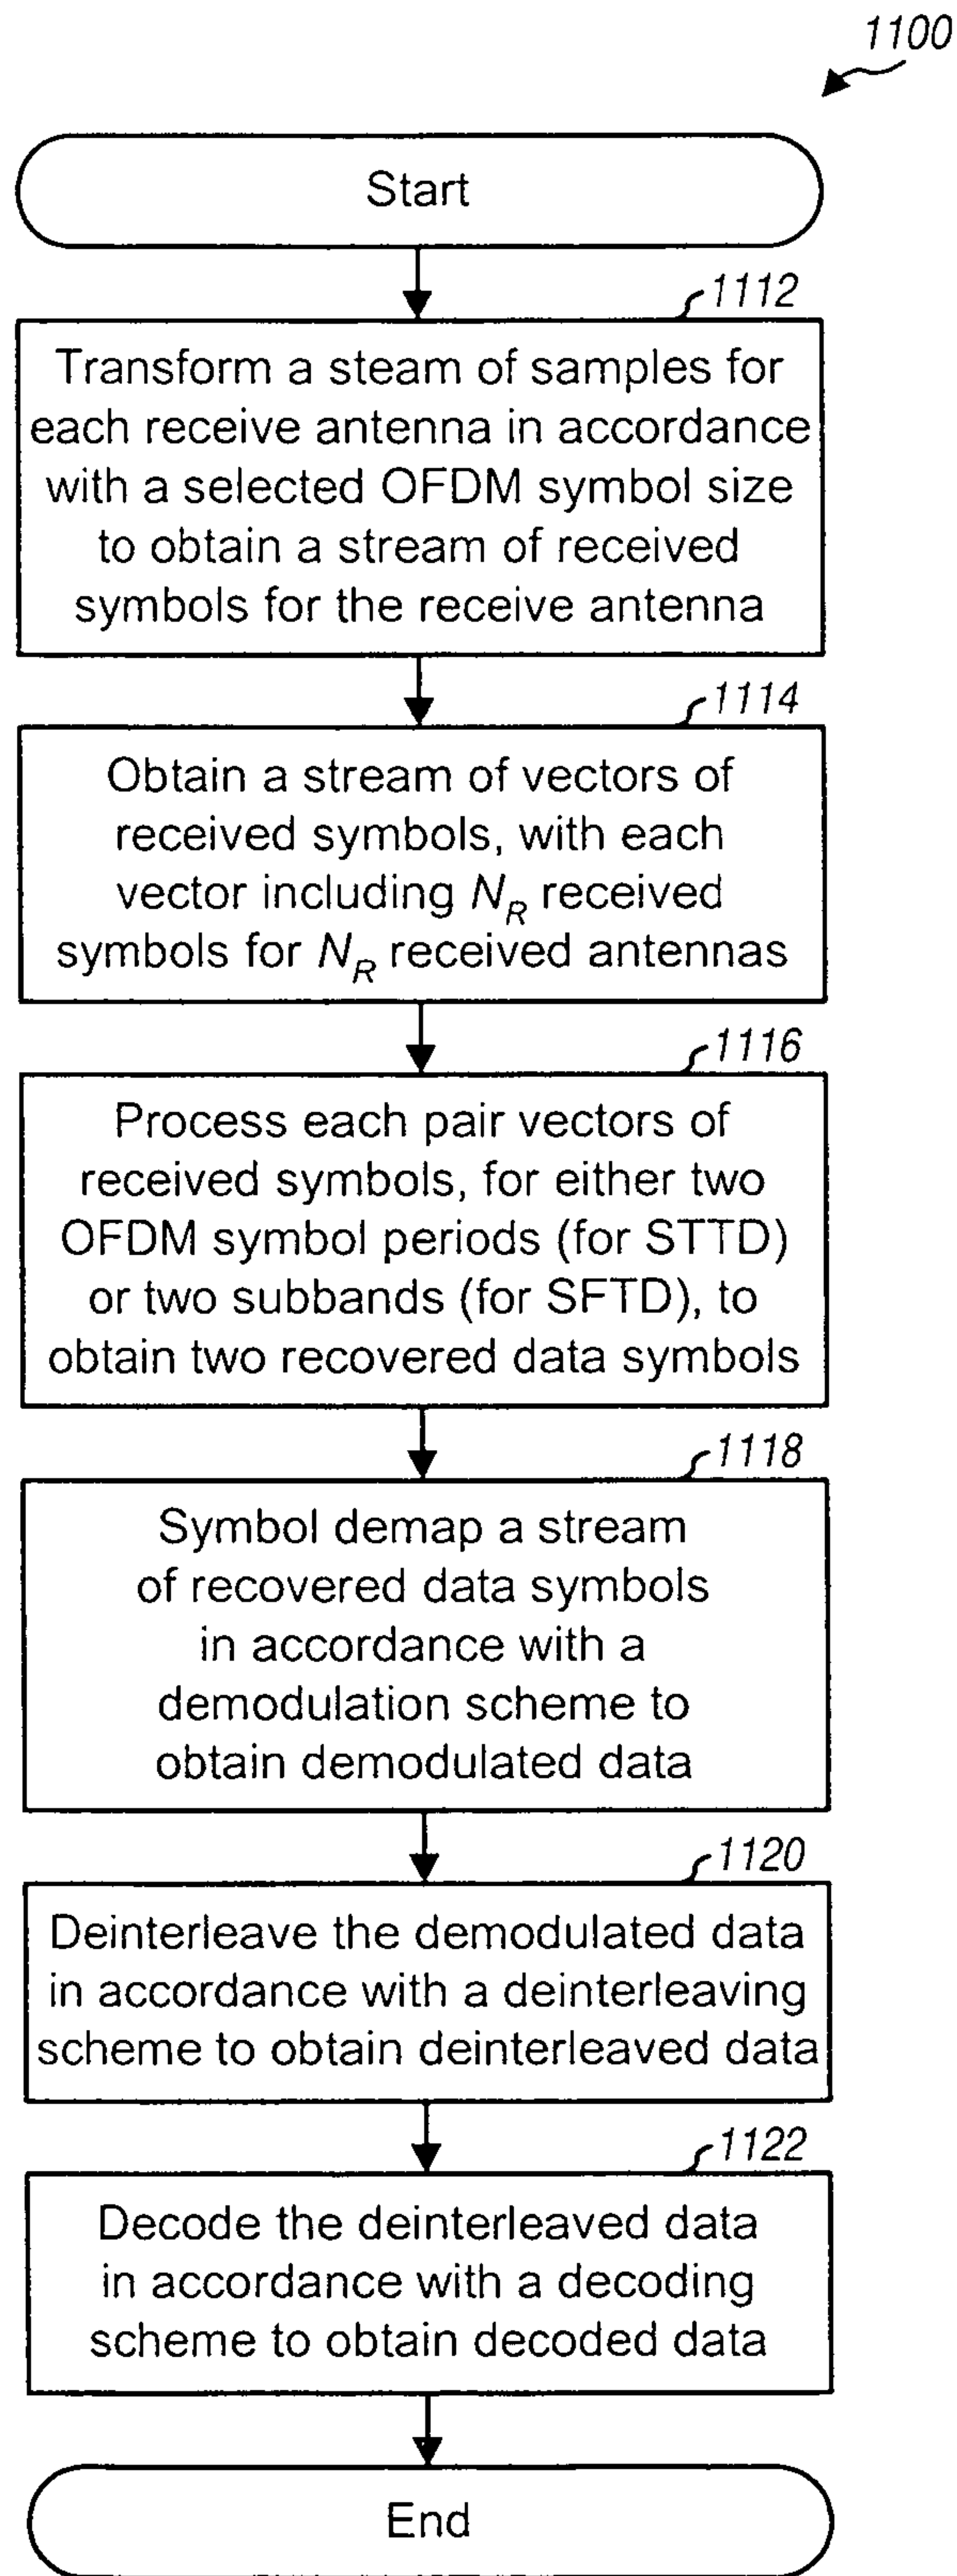 1100
Start
1112
Transform a steam of samples for
each receive antenna in accordance
with a selected OFDM symbol size
to obtain a stream of received
symbols for the receive antenna
1114
Obtain a stream of vectors of
received symbols, with each
vector including N_R received
symbols for N_R received antennas
1116
Process each pair vectors of
received symbols, for either two
OFDM symbol periods (for STTD)
or two subbands (for SFTD), to
obtain two recovered data symbols
1118
Symbol demap a stream
of recovered data symbols
in accordance with a
demodulation scheme to
obtain demodulated data
1120
Deinterleave the demodulated data
in accordance with a deinterleaving
scheme to obtain deinterleaved data
1122
Decode the deinterleaved data
in accordance with a decoding
scheme to obtain decoded data
End